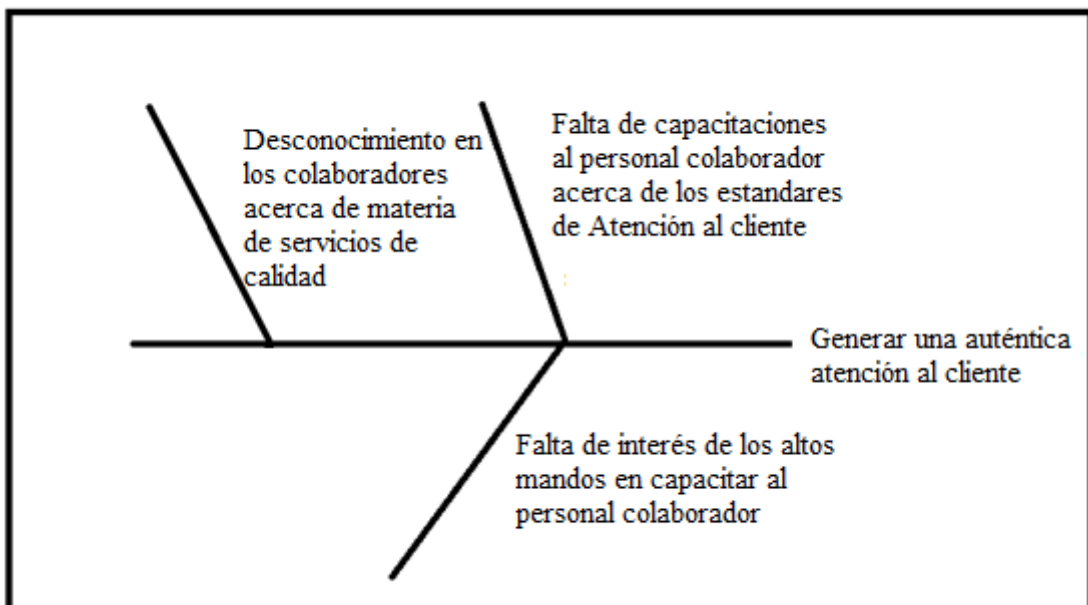 Desconocimiento en
los colaboradores
acerca de materia
de servicios de
calidad
Falta de capacitaciones
al personal colaborador
acerca de los estandares
de Atención al cliente
Generar una auténtica
atención al cliente
Falta de interés de los altos
mandos en capacitar al
personal colaborador